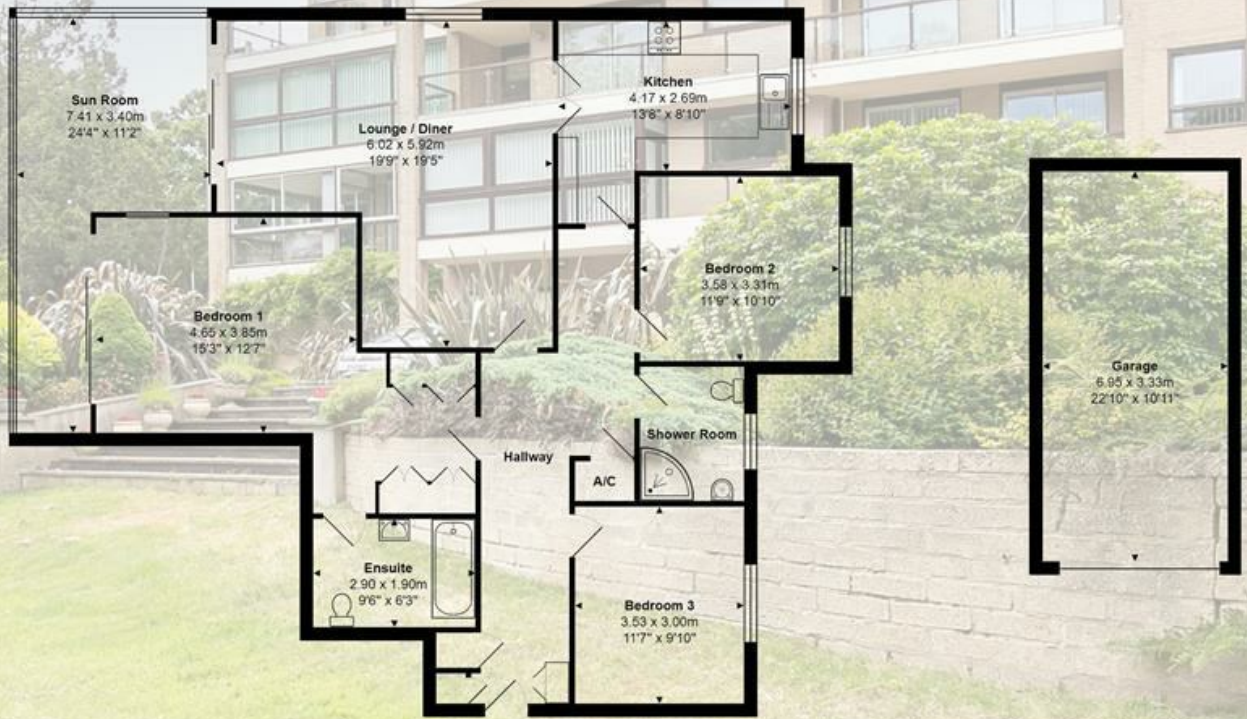 Sun Room
7.41 x 3.40m
24'4" x 11'2"
Lounge / Diner
6.02 x 5.92m
19'9" x 19'5"
Kitchen
4.17 x 2.69m
13'8" x 8'10"
Bedroom 2
3.58 x 3.31m
11'9" x 10'10"
Bedroom 1
4.65 x 3.85m
15'3" x 12'7"
Garage
6.95 x 3.33m
22'10" x 10'11"
Shower Room
Hallway
A/C
Ensuite
2.90 x 1.90m
9'6" x 6'3"
Bedroom 3
3.53 x 3.00m
11'7" x 9'10"